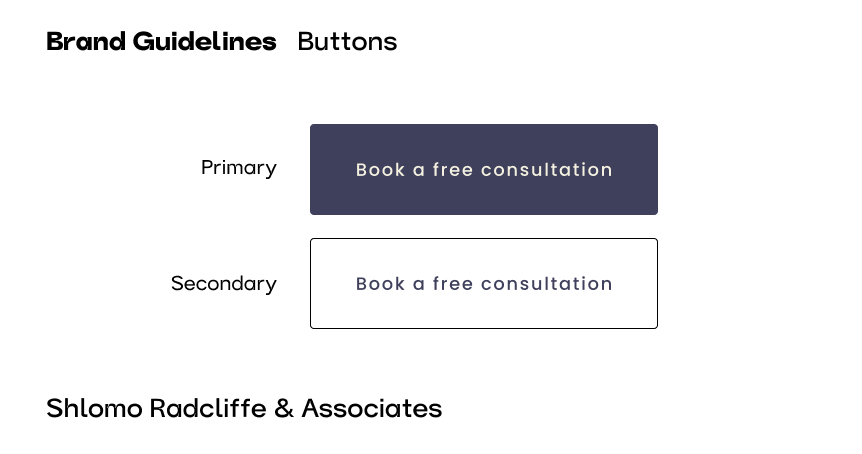 Brand Guidelines Buttons
Primary
Book a free consultation
Secondary
Book a free consultation
Shlomo Radcliffe & Associates